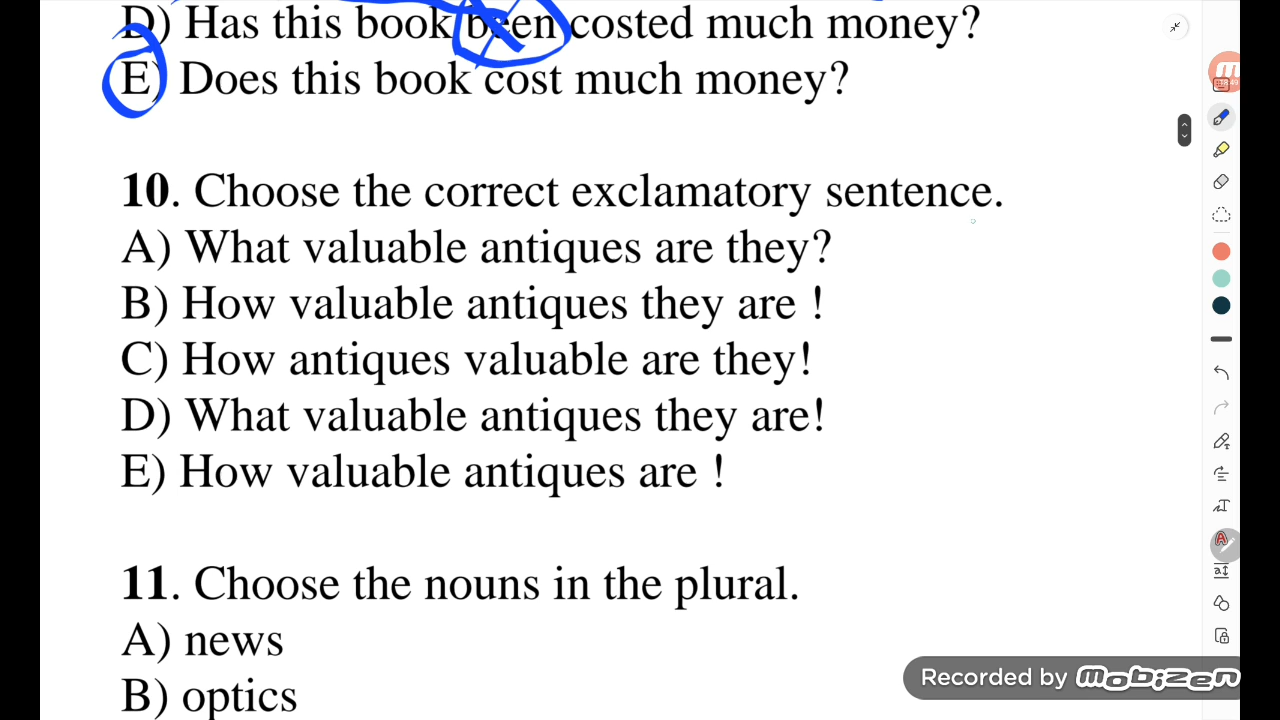 D) Has this book been costed much money?
E) Does this book cost much money?
10. Choose the correct exclamatory sentence.
A) What valuable antiques are they?
B) How valuable antiques they are !
C) How antiques valuable are they!
D) What valuable antiques they are!
E) How valuable antiques are !
11. Choose the nouns in the plural.
A) news
B) optics
Recorded by mobizen